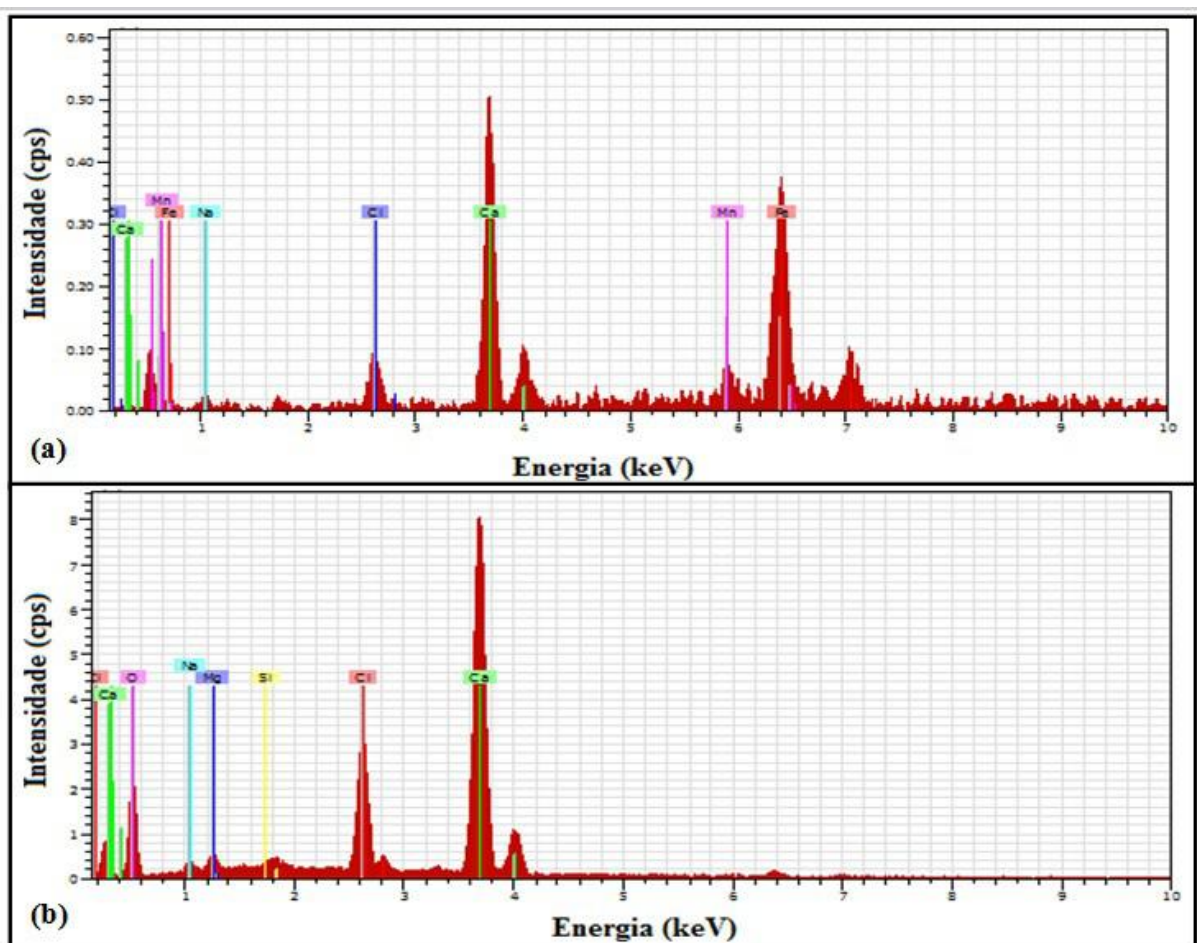 0.60
0.50
0.40
0.30
0.20
0.10
0.00
Intensidade (cps)
Mn
Fe Na Cl Ca Mn Fe
Ca
1 2 3 4 5 6 7 8 9 10
(a)
Energia (keV)
8
7
6
5
4
3
2
1
0
Intensidade (cps)
Na
O Mg Si Cl Ca
Ca
1 2 3 4 5 6 7 8 9 10
(b)
Energia (keV)